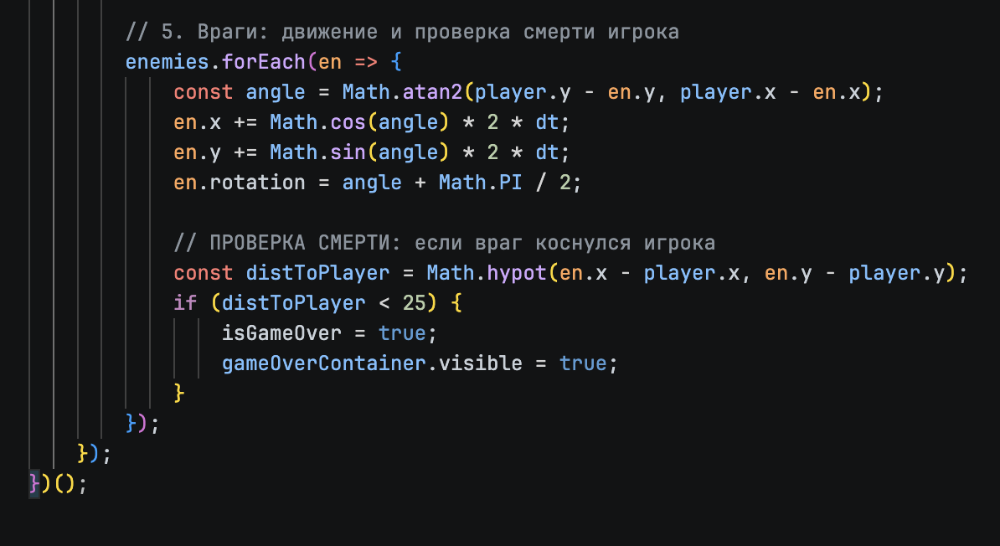 // 5. Враги: движение и проверка смерти игрока
enemies.forEach(en => {
const angle = Math.atan2(player.y - en.y, player.x - en.x);
en.x += Math.cos(angle) * 2 * dt;
en.y += Math.sin(angle) * 2 * dt;
en.rotation = angle + Math.PI / 2;
// ПРОВЕРКА СМЕРТИ: если враг коснулся игрока
const distToPlayer = Math.hypot(en.x - player.x, en.y - player.y);
if (distToPlayer < 25) {
isGameOver = true;
gameOverContainer.visible = true;
}
});
});
})();